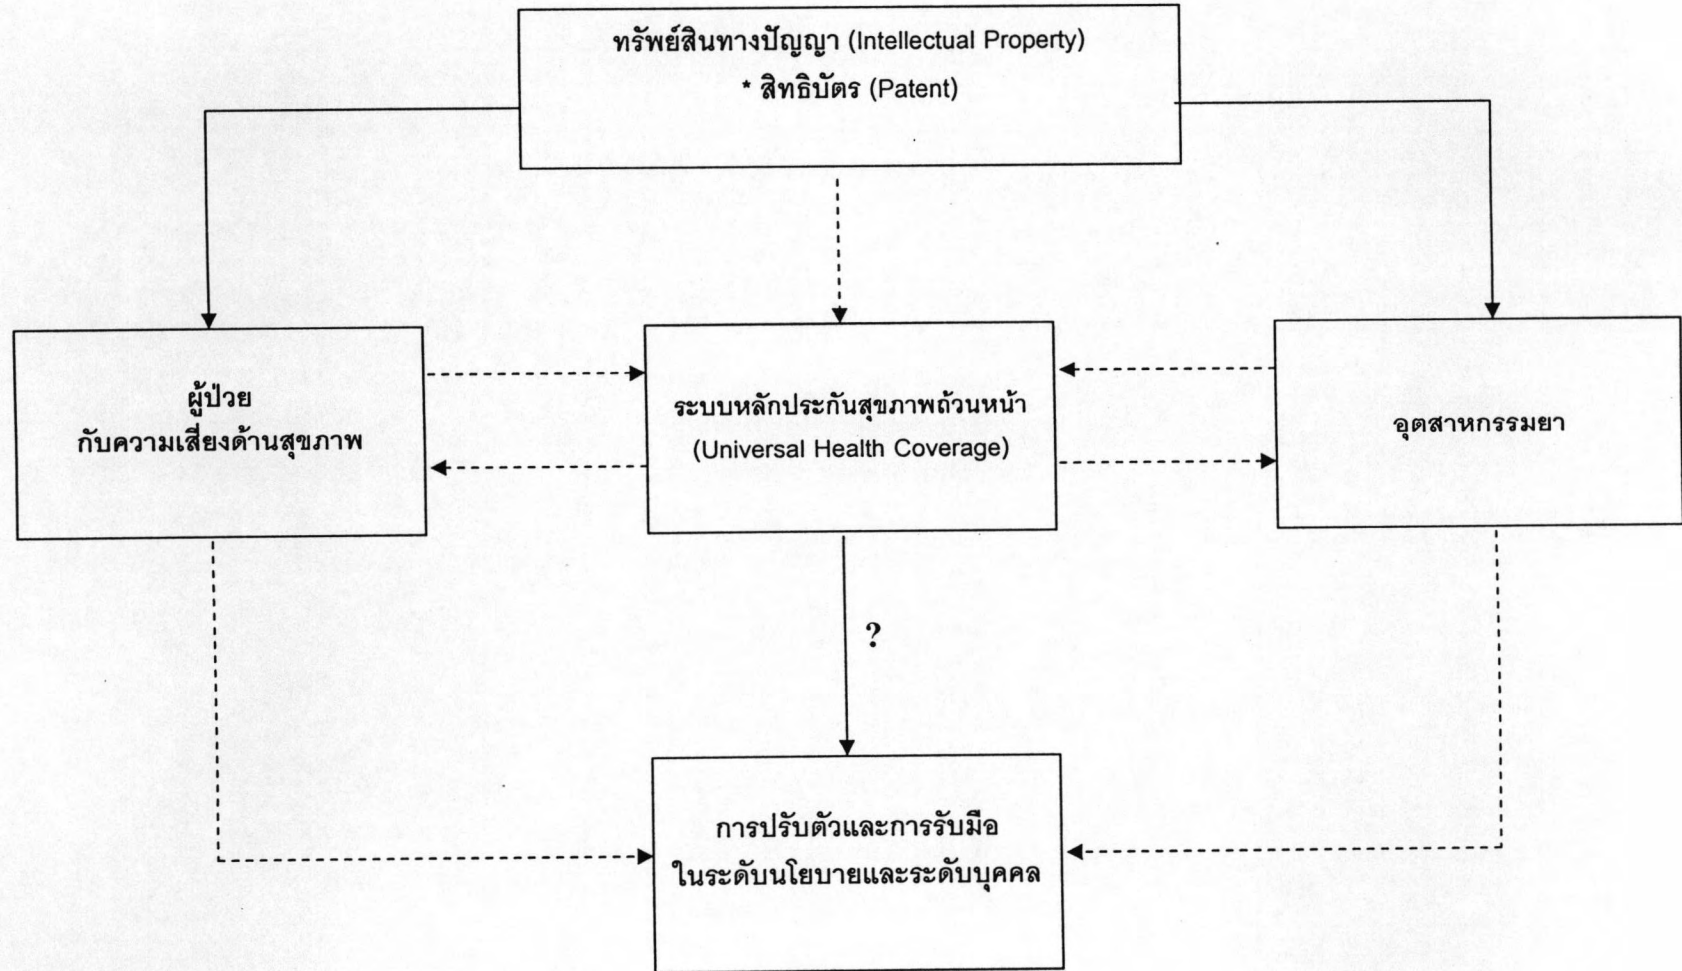 ทรัพย์สินทางปัญญา (Intellectual Property)
* สิทธิบัตร (Patent)
ผู้ป่วย
กับความเสี่ยงด้านสุขภาพ
ระบบหลักประกันสุขภาพถ้วนหน้า
(Universal Health Coverage)
อุตสาหกรรมยา
?
การปรับตัวและการรับมือ
ในระดับนโยบายและระดับบุคคล